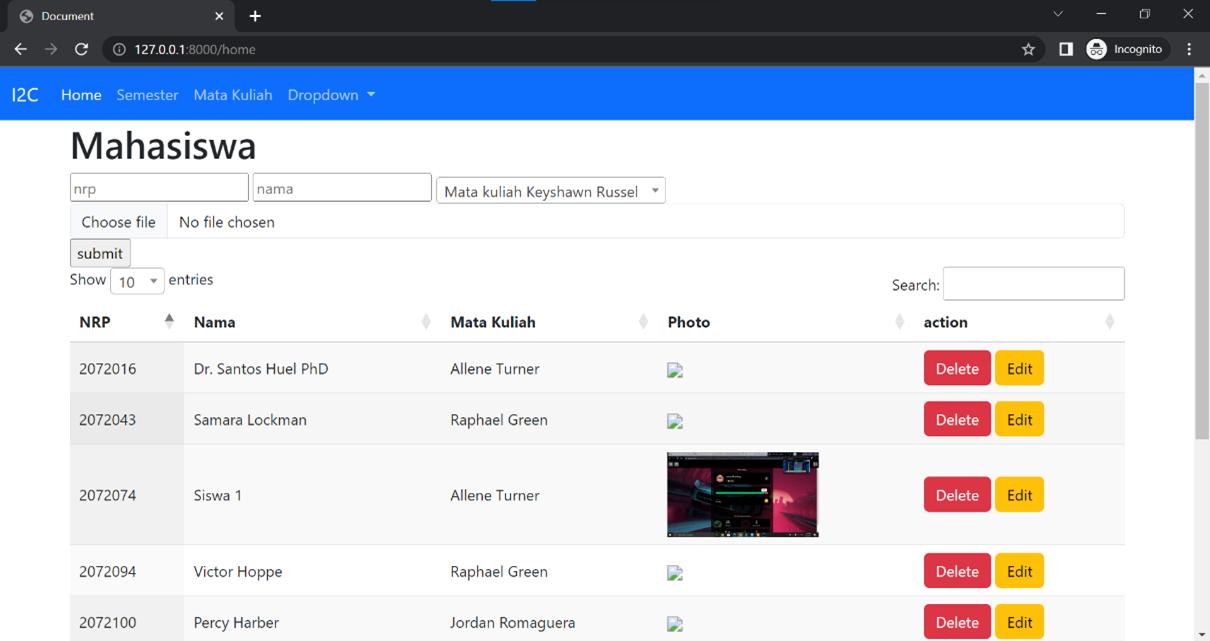 Document
127.0.0.1:8000/home
Incognito
I2C Home Semester Mata Kuliah Dropdown
Mahasiswa
nrp nama Mata kuliah Keyshawn Russel
Choose file No file chosen
submit
Show 10 entries Search:
NRP Nama Mata Kuliah Photo action
2072016 Dr. Santos Huel PhD Allene Turner Delete Edit
2072043 Samara Lockman Raphael Green Delete Edit
2072074 Siswa 1 Allene Turner Delete Edit
2072094 Victor Hoppe Raphael Green Delete Edit
2072100 Percy Harber Jordan Romaguera Delete Edit